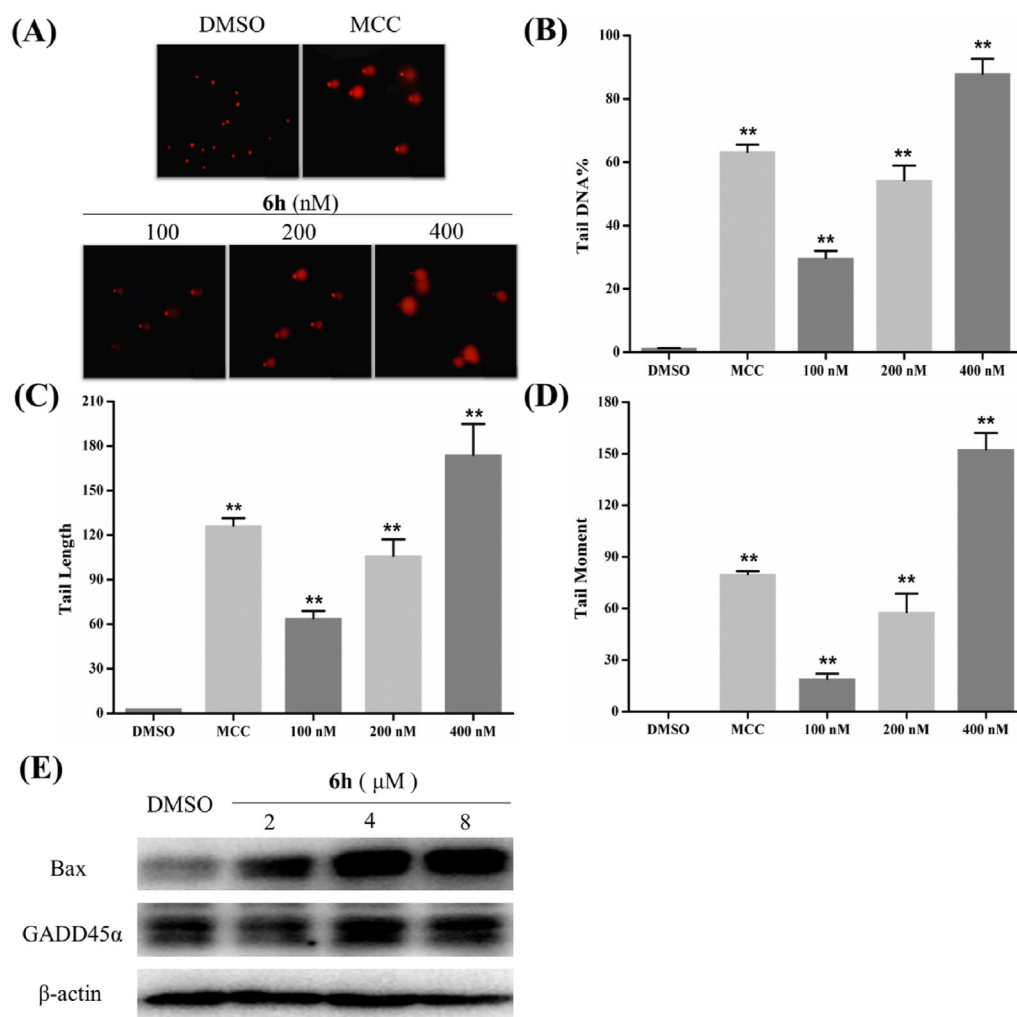 (A)
DMSO MCC
6h (nM)
100 200 400
(B)
Tail DNA%
100
80
60
40
20
0
**
**
**
**
DMSO MCC 100 nM 200 nM 400 nM
(C)
Tail Length
210
180
150
120
90
60
30
0
**
**
**
**
DMSO MCC 100 nM 200 nM 400 nM
(D)
Tail Moment
180
150
120
90
60
30
0
**
**
**
**
DMSO MCC 100 nM 200 nM 400 nM
(E)
6h ( μM )
DMSO 2 4 8
Bax
GADD45α
β-actin